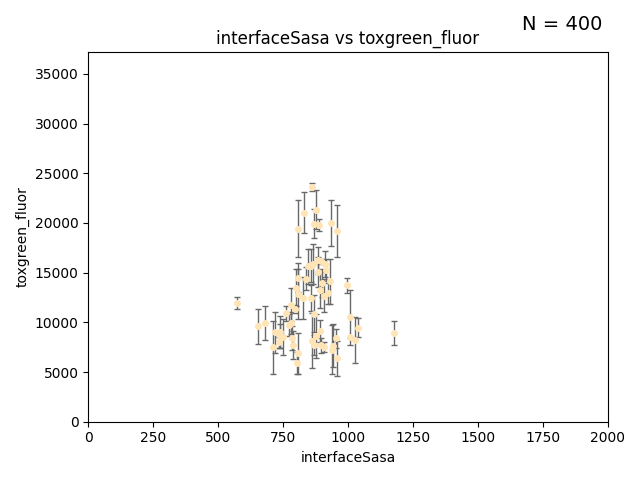 N = 400
interfaceSasa vs toxgreen_fluor
35000
30000
25000
20000
15000
10000
5000
0
toxgreen_fluor
0 250 500 750 1000 1250 1500 1750 2000
interfaceSasa